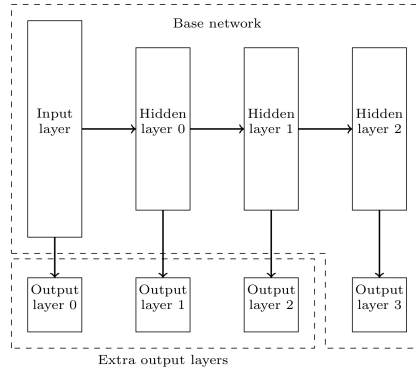 Base network
Input
layer
Hidden
layer 0
Hidden
layer 1
Hidden
layer 2
Output
layer 0
Output
layer 1
Output
layer 2
Output
layer 3
Extra output layers